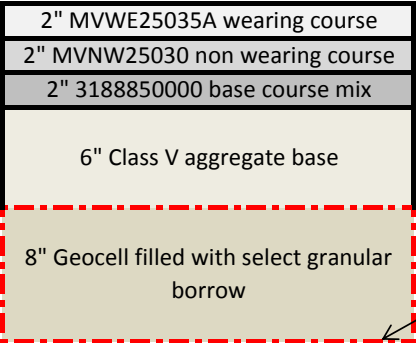 2" MVWE25035A wearing course
2" MVNW25030 non wearing course
2" 3188850000 base course mix
6" Class V aggregate base
8" Geocell filled with select granular
borrow